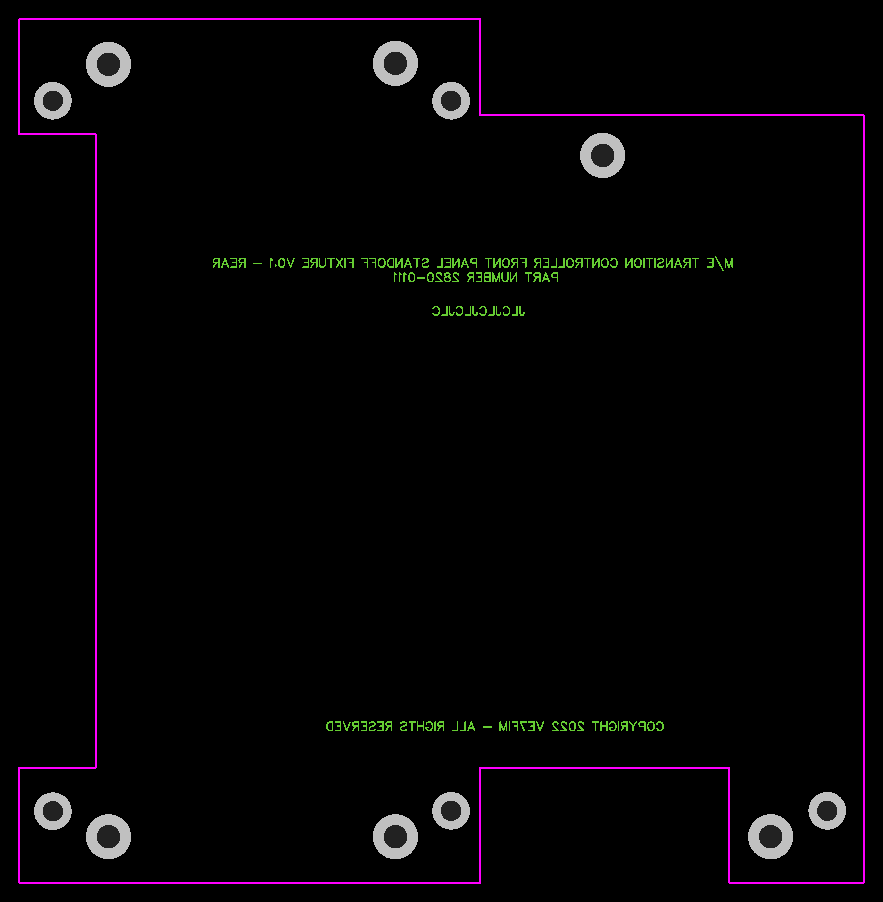 M/E TRANSITION CONTROLLER FRONT PANEL STANDOFF FIXTURE V0.1 - REAR
PART NUMBER 2820-0111
JLCJLCJLCJLC
COPYRIGHT 2022 VE7FIM - ALL RIGHTS RESERVED